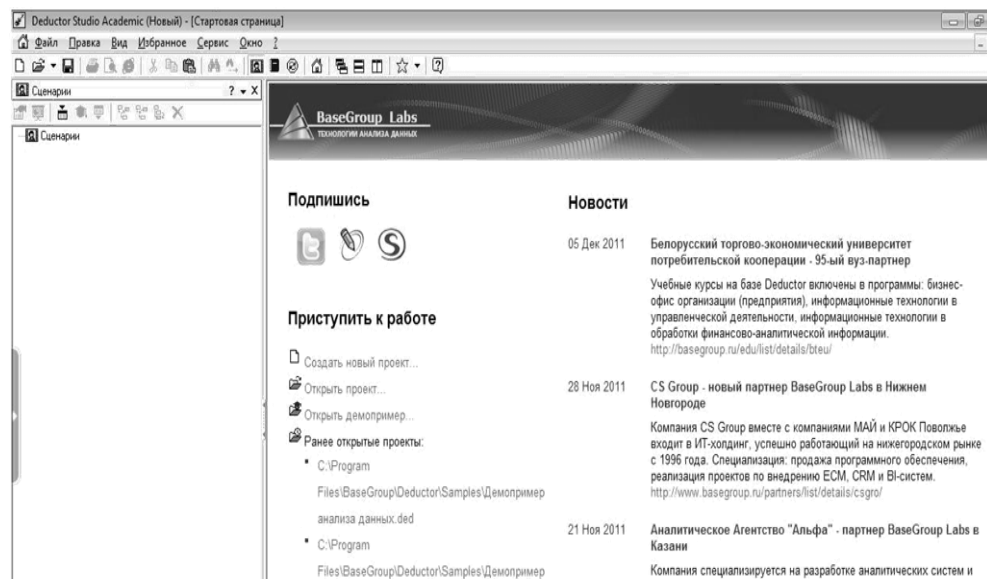 Deductor Studio Academic (Новый) - [Стартовая страница]
Файл Правка Вид Избранное Сервис Окно ?
Сценарии
Сценарии
BaseGroup Labs
ТЕХНОЛОГИИ АНАЛИЗА ДАННЫХ
Подпишись
Приступить к работе
Создать новый проект...
Открыть проект...
Открыть демопример...
Ранее открытые проекты:
C:\Program
Files\BaseGroup\Deductor\Samples\Демопример
анализа данных.ded
C:\Program
Files\BaseGroup\Deductor\Samples\Демопример
Новости
05 Дек 2011
Белорусский торгово-экономический университет
потребительской кооперации - 95-ый вуз-партнер
Учебные курсы на базе Deductor включены в программы: бизнес-
офис организации (предприятия), информационные технологии в
управленческой деятельности, информационные технологии в
обработки финансово-аналитической информации.
http://basegroup.ru/edu/list/details/bteu/
28 Ноя 2011
CS Group - новый партнер BaseGroup Labs в Нижнем
Новгороде
Компания CS Group вместе с компаниями МАЙ и КРОК Поволжье
входит в ИТ-холдинг, успешно работающий на нижегородском рынке
с 1996 года. Специализация: продажа программного обеспечения,
реализация проектов по внедрению ECM, CRM и BI-систем.
http://www.basegroup.ru/partners/list/details/csgro/
21 Ноя 2011
Аналитическое Агентство "Альфа" - партнер BaseGroup Labs в
Казани
Компания специализируется на разработке аналитических систем и